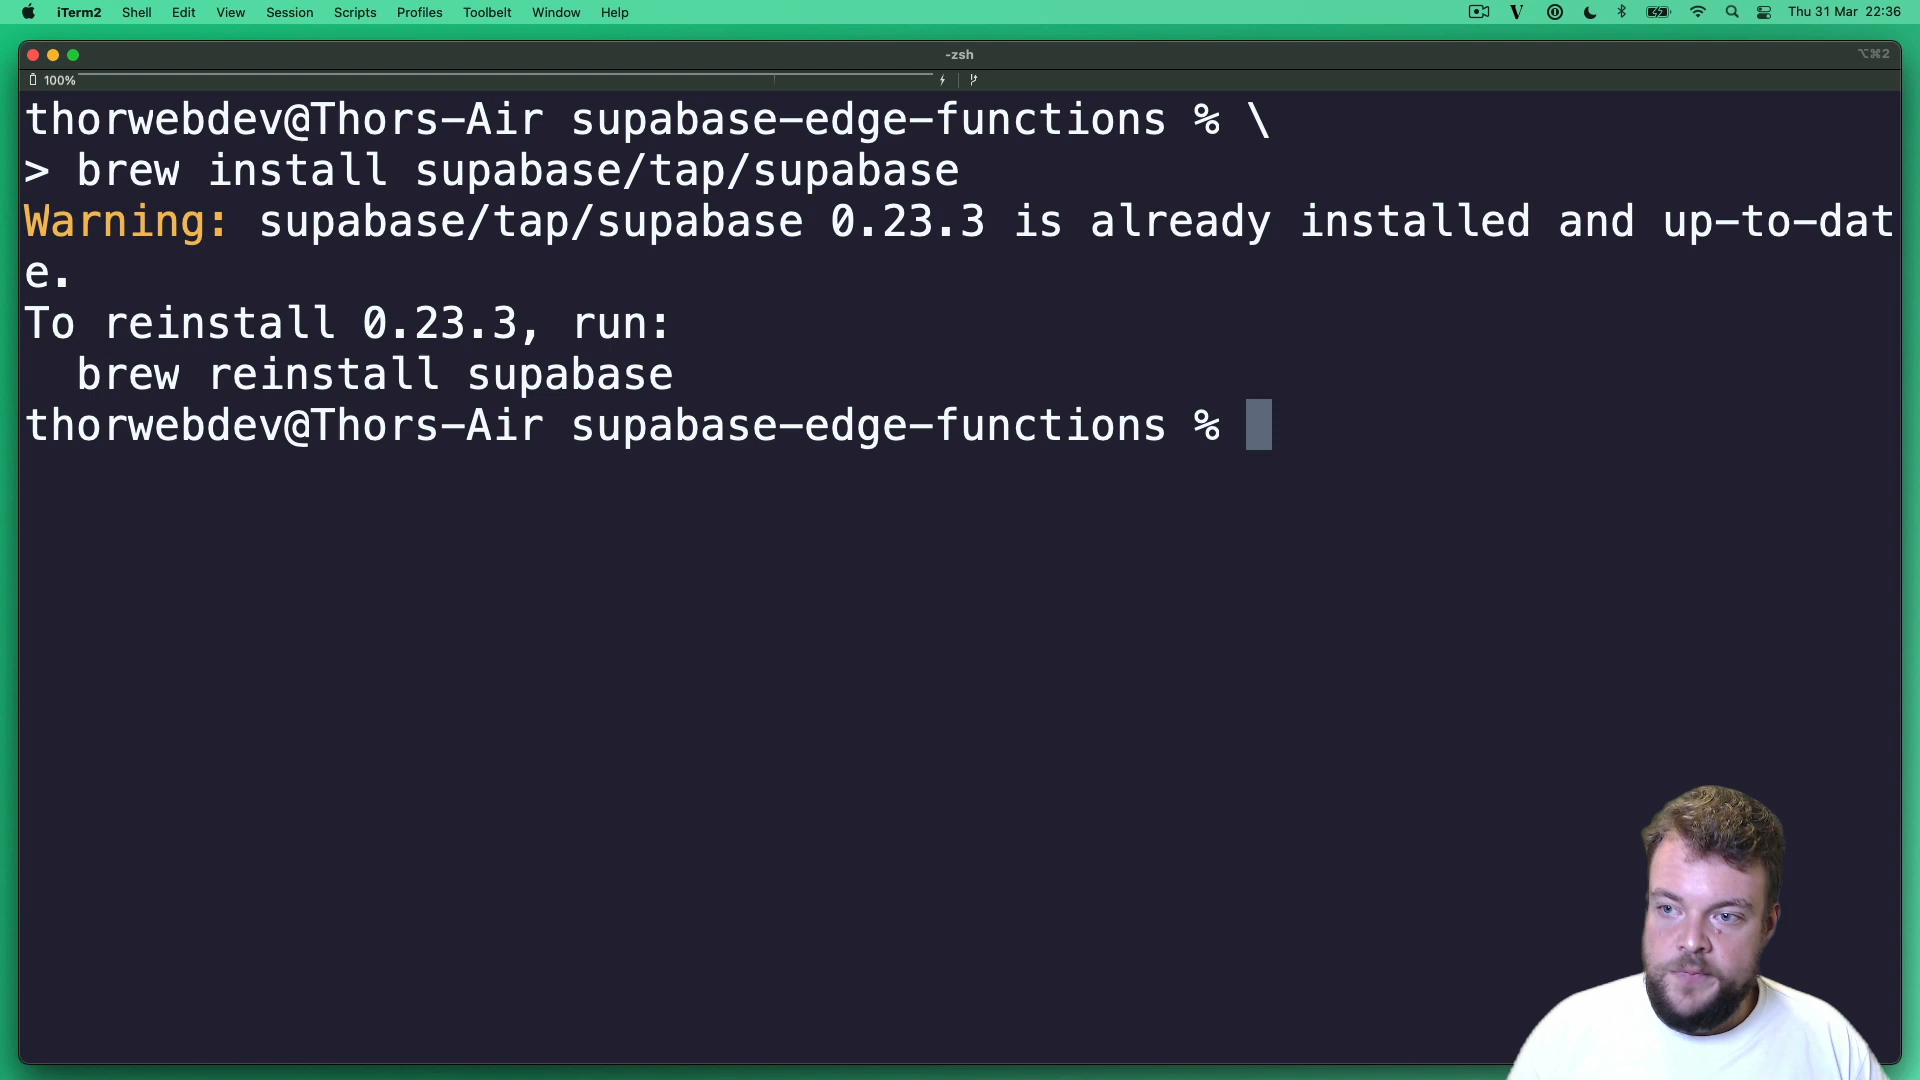 iTerm2 Shell Edit View Session Scripts Profiles Toolbelt Window Help Thu 31 Mar 22:36
-zsh ⌥⌘2
100%
thorwebdev@Thors-Air supabase-edge-functions % \
> brew install supabase/tap/supabase
Warning: supabase/tap/supabase 0.23.3 is already installed and up-to-dat
e.
To reinstall 0.23.3, run:
  brew reinstall supabase
thorwebdev@Thors-Air supabase-edge-functions %